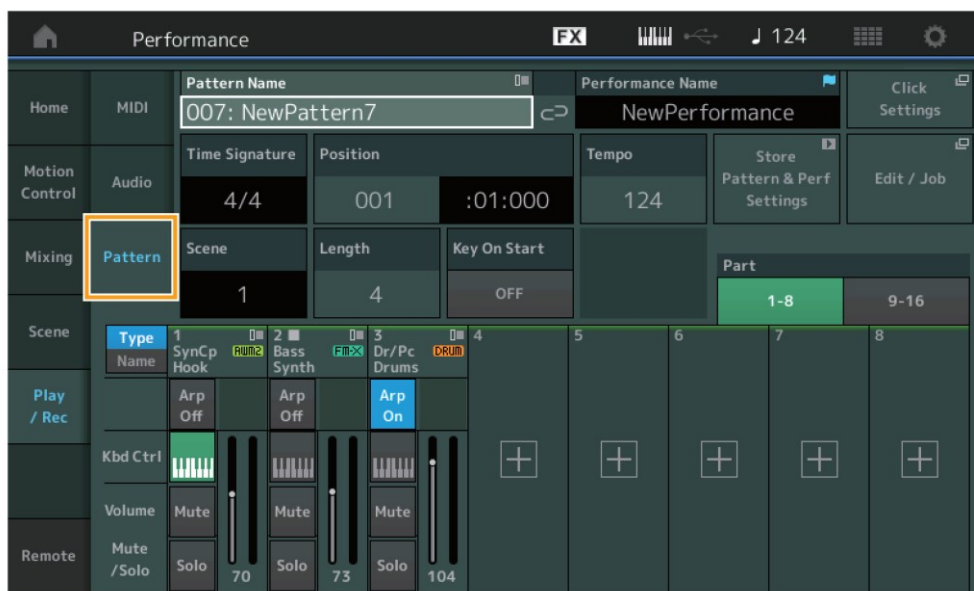 Performance FX 124
Home
Motion
Control
Mixing
Scene
Play
/ Rec
Remote
MIDI
Audio
Pattern
Pattern Name
007: NewPattern7
Performance Name
NewPerformance
Click
Settings
Time Signature
4/4
Position
001 :01:000
Tempo
124
Store
Pattern & Perf
Settings
Edit / Job
Scene
1
Length
4
Key On Start
OFF
Part
1-8 9-16
Type
Name
1
SynCp AWM2
Hook
2
Bass FM-X
Synth
3
Dr/Pc DRUM
Drums
4 5 6 7 8
Arp
Off
Arp
Off
Arp
On
Kbd Ctrl
Volume
Mute Mute Mute
Mute
/Solo
Solo 70 Solo 73 Solo 104